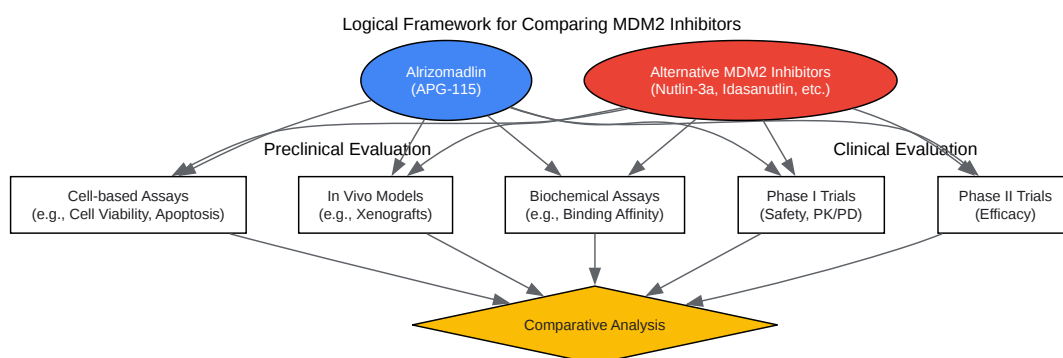 Logical Framework for Comparing MDM2 Inhibitors
Alrizomadlin
(APG-115)
Alternative MDM2 Inhibitors
(Nutlin-3a, Idasanutlin, etc.)
Preclinical Evaluation
Clinical Evaluation
Cell-based Assays
(e.g., Cell Viability, Apoptosis)
In Vivo Models
(e.g., Xenografts)
Biochemical Assays
(e.g., Binding Affinity)
Phase I Trials
(Safety, PK/PD)
Phase II Trials
(Efficacy)
Comparative Analysis